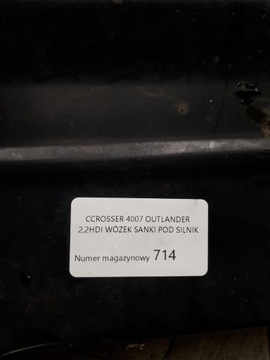 CCROSSER 4007 OUTLANDER
2,2HDI WÓZEK SANKI POD SILNIK
Numer magazynowy 714